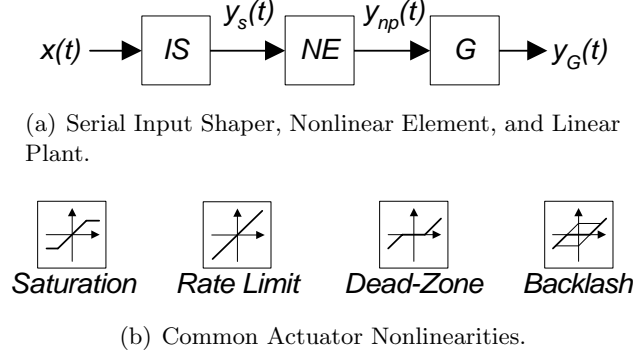 x(t) IS y_s(t) NE y_np(t) G y_G(t)
(a) Serial Input Shaper, Nonlinear Element, and Linear
Plant.
Saturation Rate Limit Dead-Zone Backlash
(b) Common Actuator Nonlinearities.